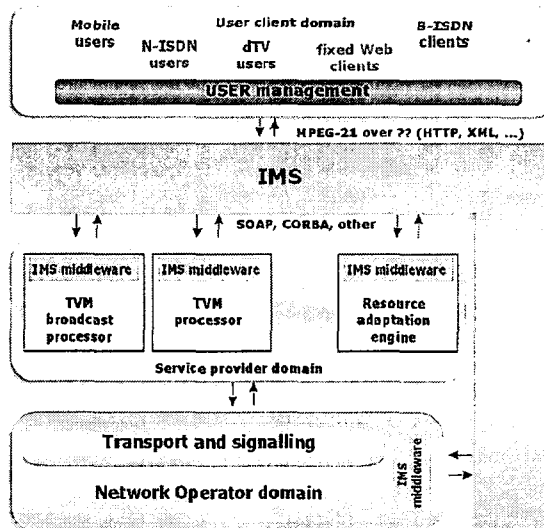 User client domain
Mobile users
N-ISDN users
dTV users
fixed Web clients
B-ISDN clients
USER management
MPEG-21 over ?? (HTTP, XML, ...)
IMS
SOAP, CORBA, other
IMS middleware
TVM broadcast processor
IMS middleware
TVM processor
IMS middleware
Resource adaptation engine
Service provider domain
Transport and signalling
Network Operator domain
IMS middleware